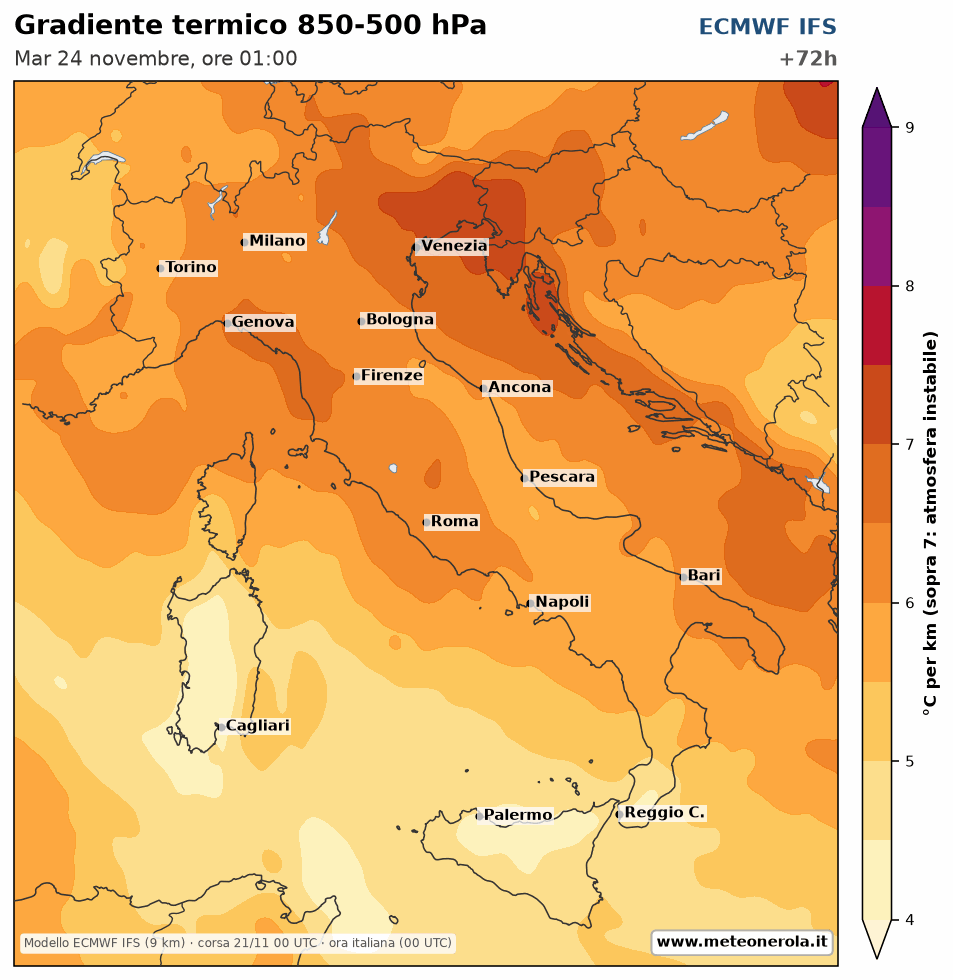 Gradiente termico 850-500 hPa
ECMWF IFS
Mar 24 novembre, ore 01:00
+72h
Milano
Venezia
Torino
Genova
Bologna
Firenze
Ancona
Pescara
Roma
Bari
Napoli
Cagliari
Palermo
Reggio C.
9
8
7
6
5
4
°C per km (sopra 7: atmosfera instabile)
Modello ECMWF IFS (9 km) · corsa 21/11 00 UTC · ora italiana (00 UTC)
www.meteonerola.it